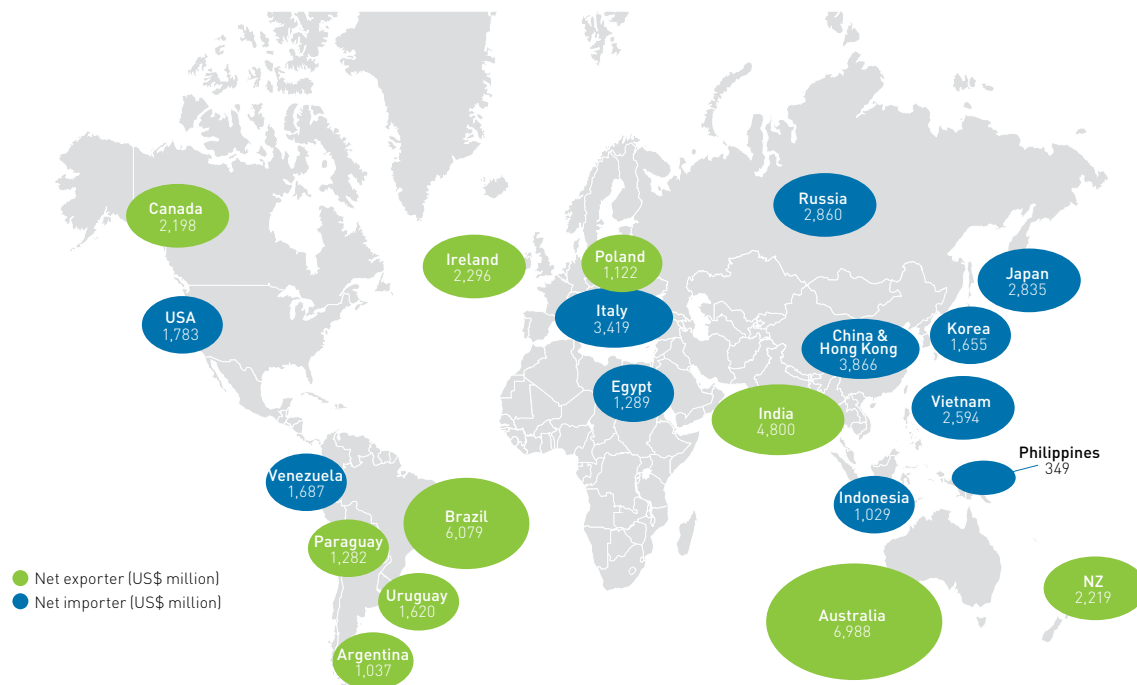 Canada
2,198
Russia
2,860
Ireland
2,296
Poland
1,122
Japan
2,835
USA
1,783
Italy
3,419
China &
Hong Kong
3,866
Korea
1,655
Egypt
1,289
India
4,800
Vietnam
2,594
Philippines
349
Venezuela
1,687
Indonesia
1,029
Brazil
6,079
Paraguay
1,282
Net exporter (US$ million)
Net importer (US$ million)
Uruguay
1,620
NZ
2,219
Australia
6,988
Argentina
1,037